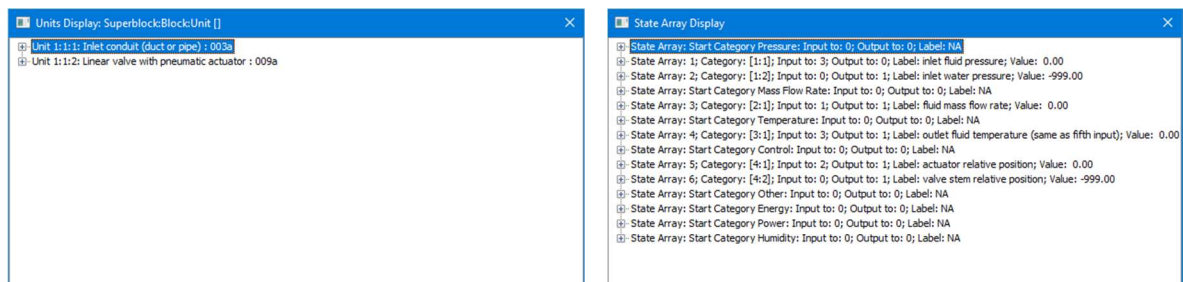 Units Display: Superblock:Block:Unit []
Unit 1:1:1: Inlet conduit (duct or pipe) : 003a
Unit 1:1:2: Linear valve with pneumatic actuator : 009a
State Array Display
State Array: Start Category Pressure: Input to: 0; Output to: 0; Label: NA
State Array: 1; Category: [1:1]; Input to: 3; Output to: 0; Label: inlet fluid pressure; Value: 0.00
State Array: 2; Category: [1:2]; Input to: 0; Output to: 1; Label: inlet water pressure; Value: -999.00
State Array: Start Category Mass Flow Rate: Input to: 0; Output to: 0; Label: NA
State Array: 3; Category: [2:1]; Input to: 1; Output to: 1; Label: fluid mass flow rate; Value: 0.00
State Array: Start Category Temperature: Input to: 0; Output to: 0; Label: NA
State Array: 4; Category: [3:1]; Input to: 3; Output to: 1; Label: outlet fluid temperature (same as fifth input); Value: 0.00
State Array: Start Category Control: Input to: 0; Output to: 0; Label: NA
State Array: 5; Category: [4:1]; Input to: 2; Output to: 1; Label: actuator relative position; Value: 0.00
State Array: 6; Category: [4:2]; Input to: 0; Output to: 1; Label: valve stem relative position; Value: -999.00
State Array: Start Category Other: Input to: 0; Output to: 0; Label: NA
State Array: Start Category Energy: Input to: 0; Output to: 0; Label: NA
State Array: Start Category Power: Input to: 0; Output to: 0; Label: NA
State Array: Start Category Humidity: Input to: 0; Output to: 0; Label: NA